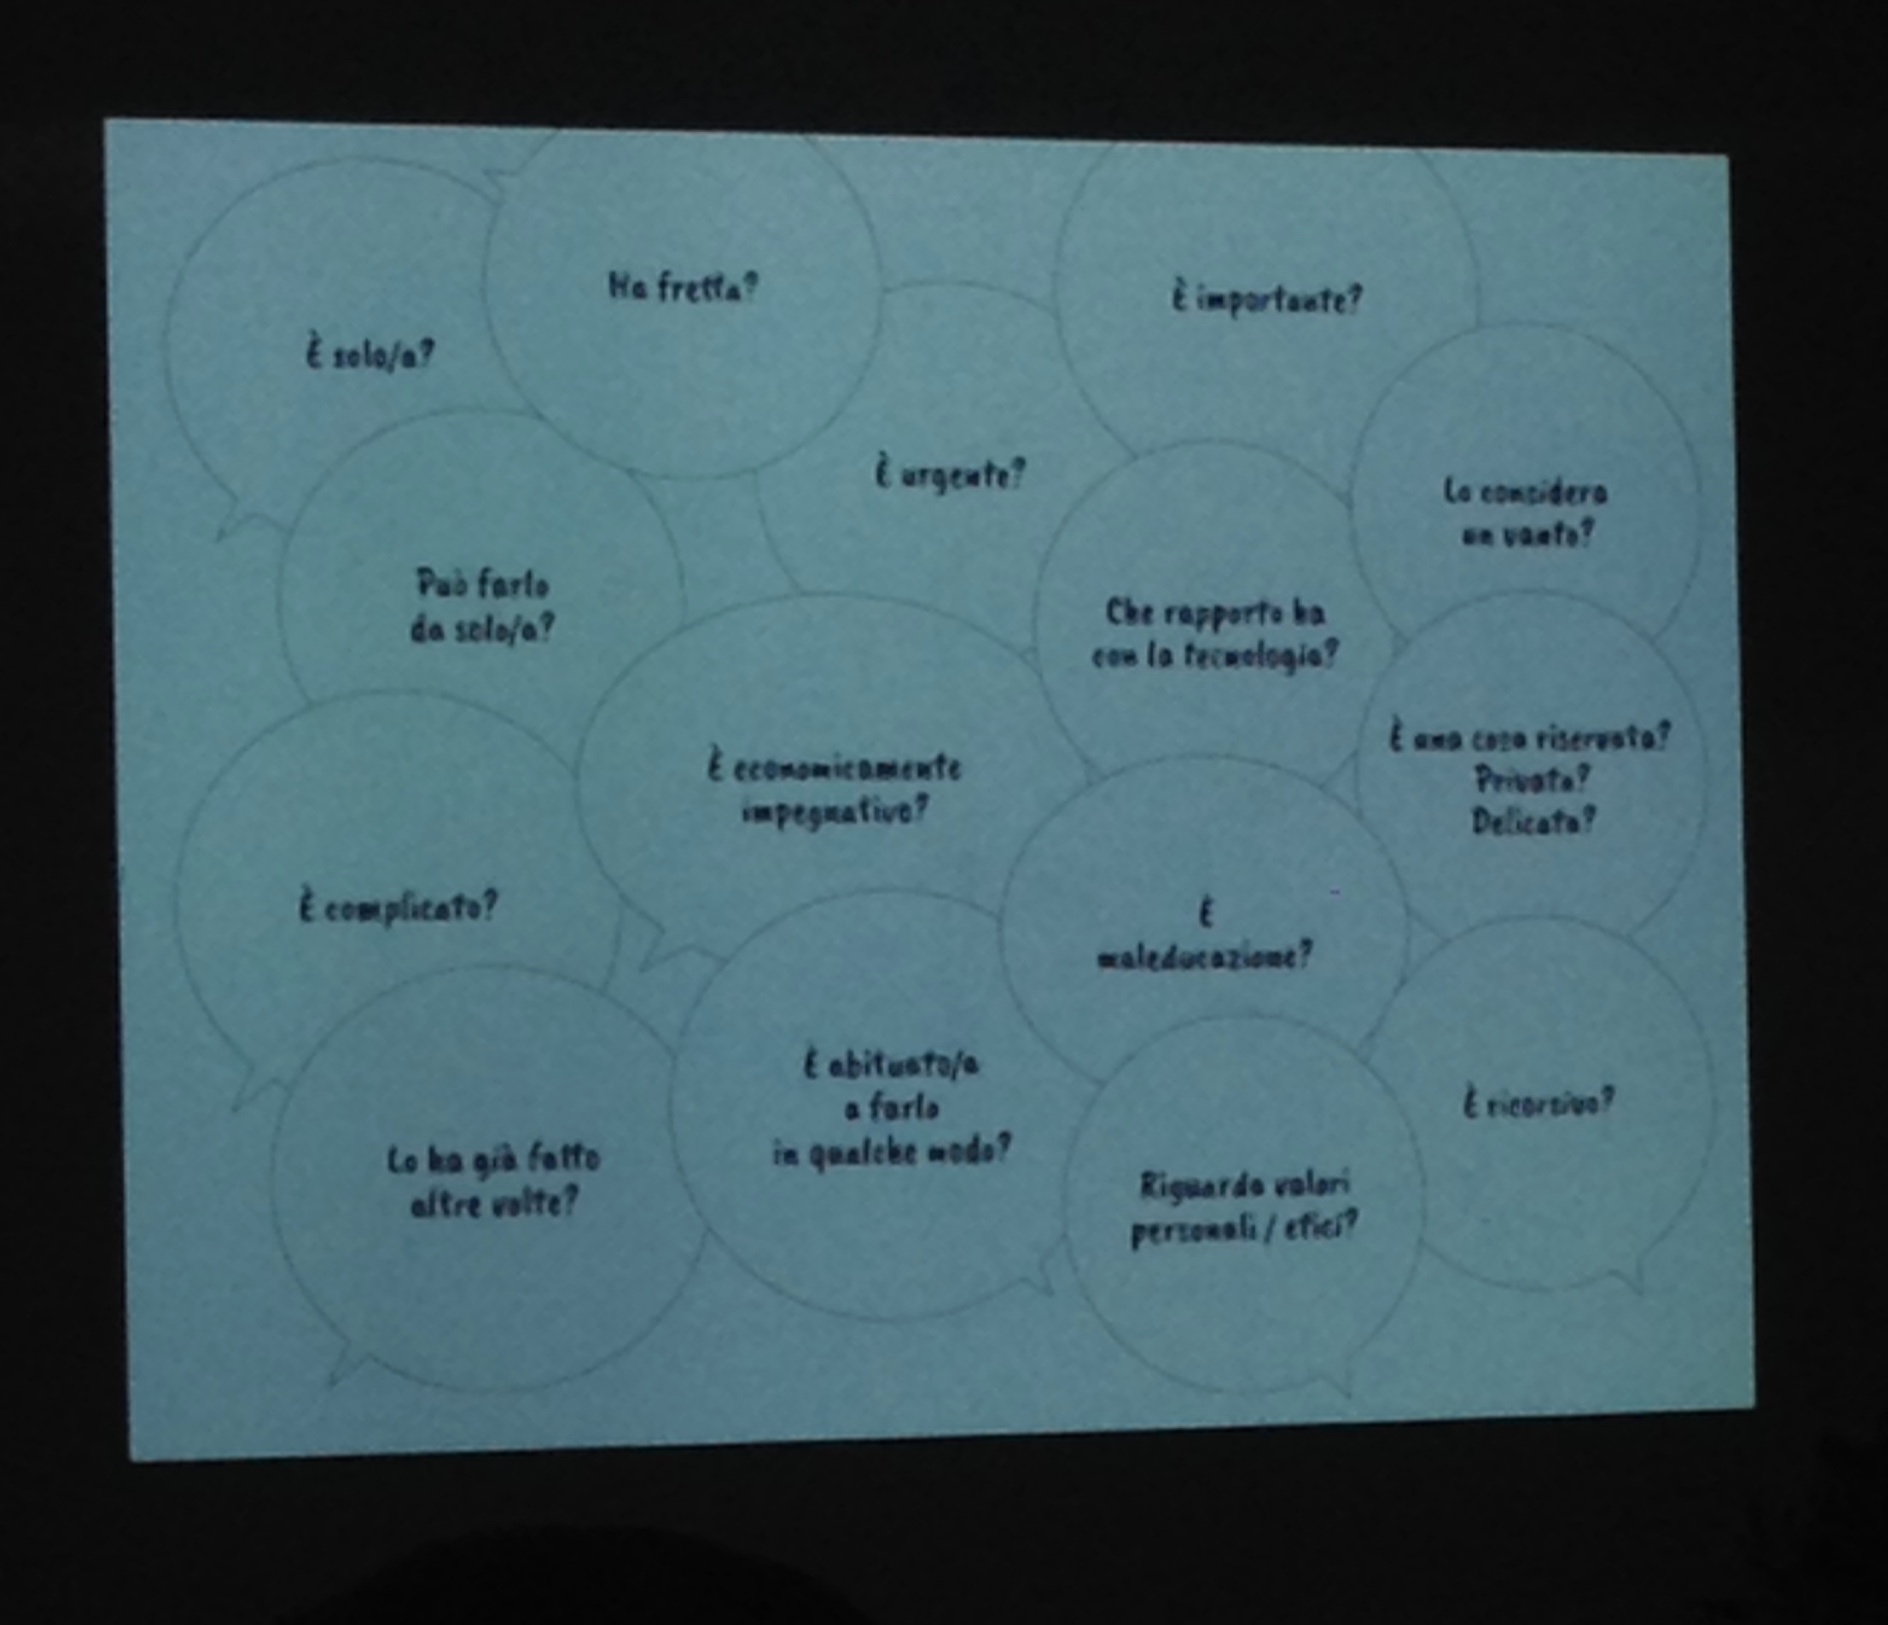 Ha fretta?
È importante?
È solo/a?
È urgente?
Lo considera
un vanto?
Può farlo
da solo/a?
Che rapporto ha
con la tecnologia?
È economicamente
impegnativo?
È una cosa riservata?
Privata?
Delicata?
È complicato?
È
maleducazione?
È abituato/a
a farlo
in qualche modo?
È ricorsivo?
Lo ha già fatto
altre volte?
Riguarda valori
personali / etici?